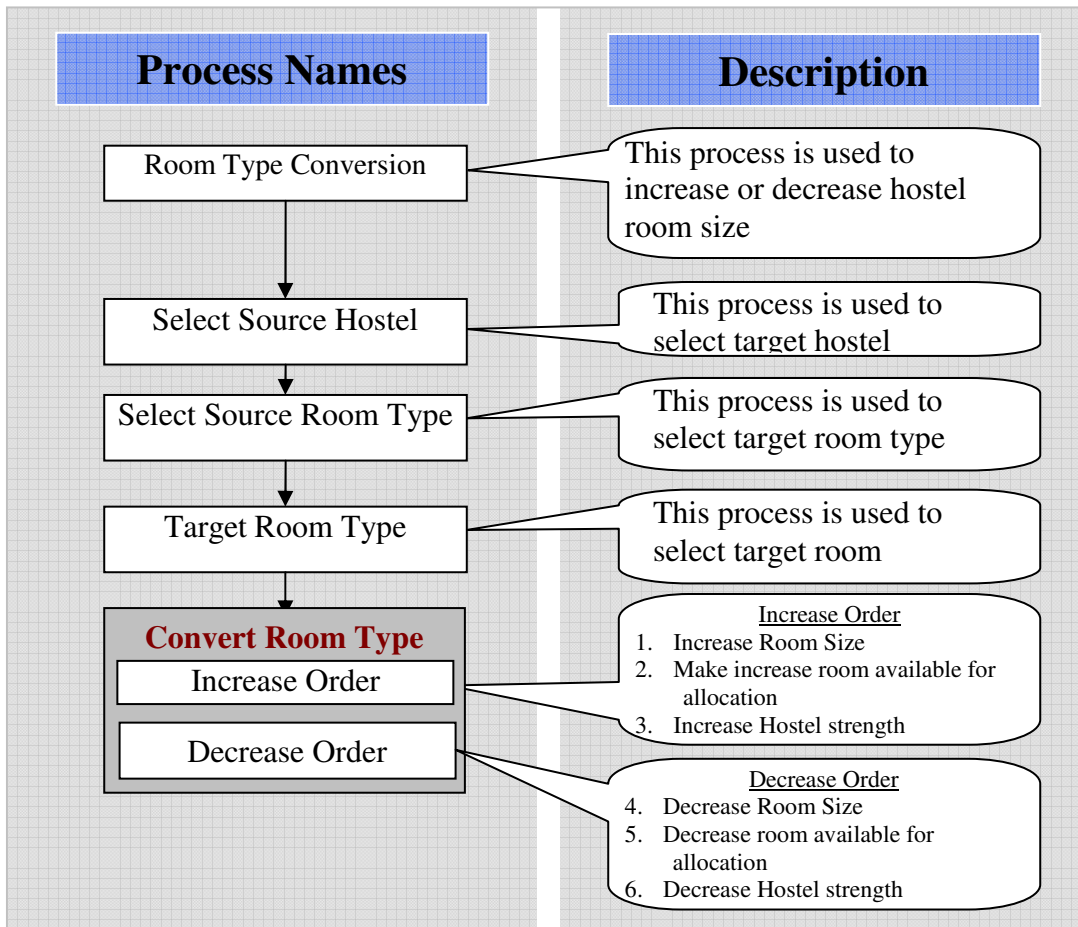 Process Names
Description
Room Type Conversion
This process is used to
increase or decrease hostel
room size
Select Source Hostel
This process is used to
select target hostel
Select Source Room Type
This process is used to
select target room type
Target Room Type
This process is used to
select target room
Convert Room Type
Increase Order
Decrease Order
Increase Order
1. Increase Room Size
2. Make increase room available for
allocation
3. Increase Hostel strength
Decrease Order
4. Decrease Room Size
5. Decrease room available for
allocation
6. Decrease Hostel strength